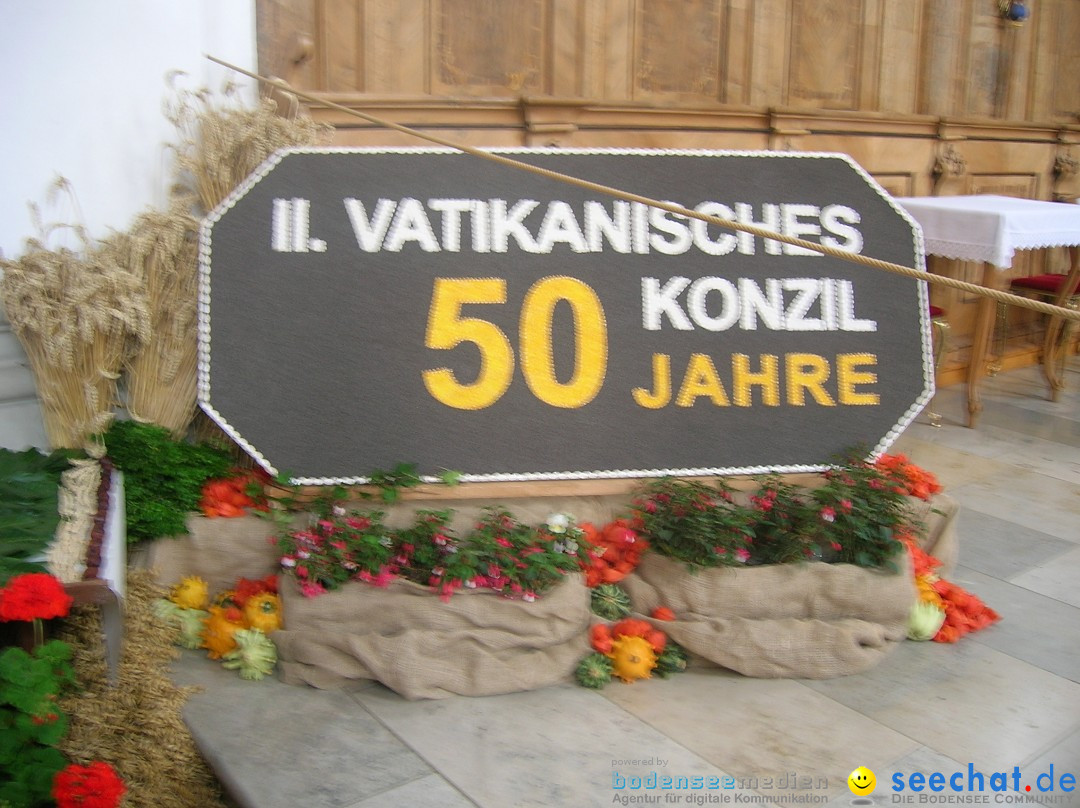 II. VATIKANISCHES
50 KONZIL
JAHRE
powered by
bodenseemedien
Agentur für digitale Kommunikation
seechat.de
Die Bodensee Community